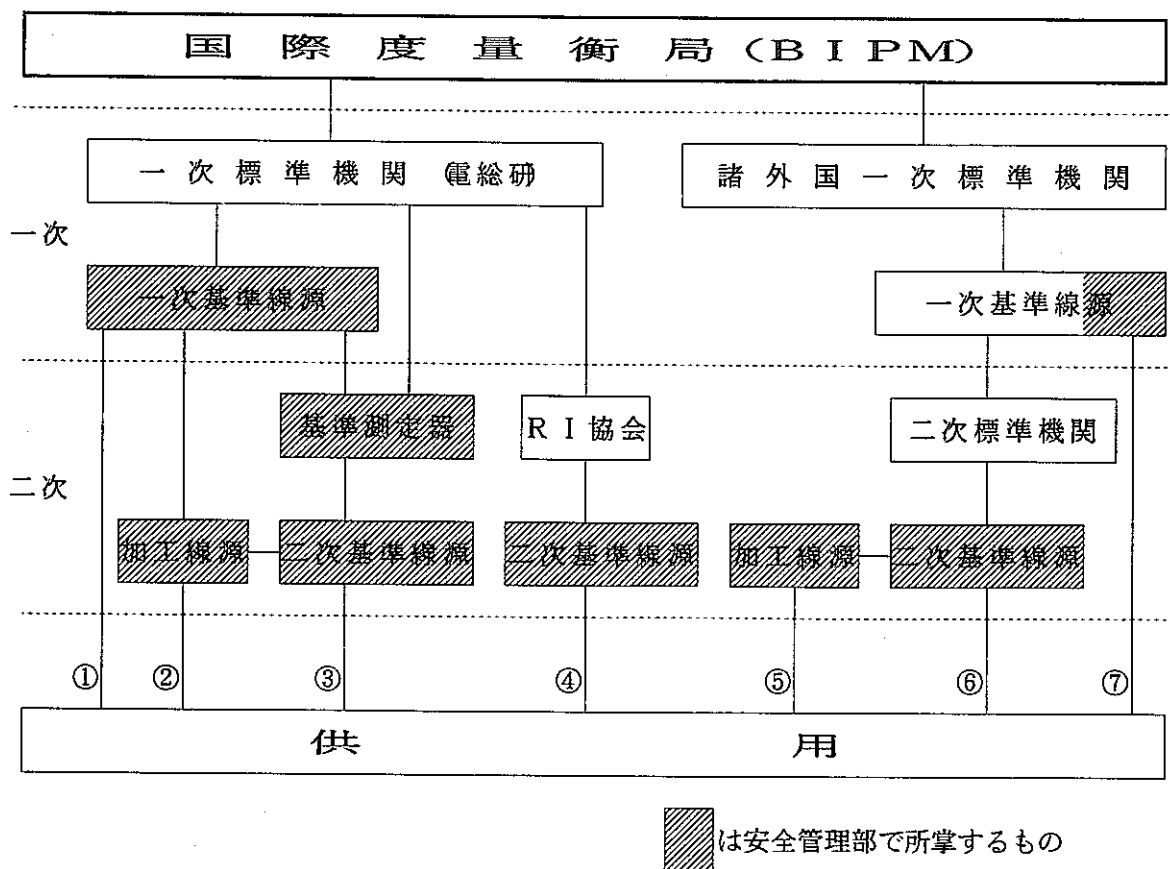 国際度量衡局(BIPM)
一次標準機関 電総研
諸外国一次標準機関
一次
一次基準線源
一次基準線源
基準測定器
RI協会
二次標準機関
二次
加工線源
二次基準線源
二次基準線源
加工線源
二次基準線源
①
②
③
④
⑤
⑥
⑦
供用
は安全管理部で所掌するもの